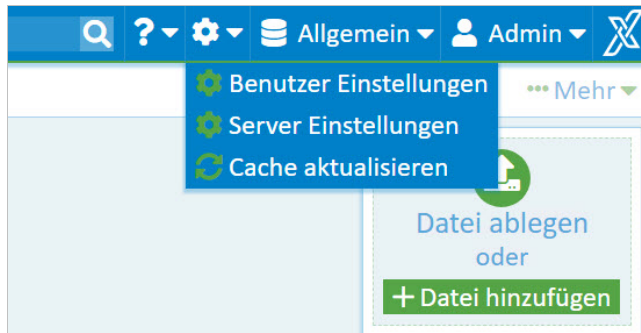 ? Allgemein Admin
Benutzer Einstellungen
Server Einstellungen
Cache aktualisieren
••• Mehr
Datei ablegen
oder
+ Datei hinzufügen